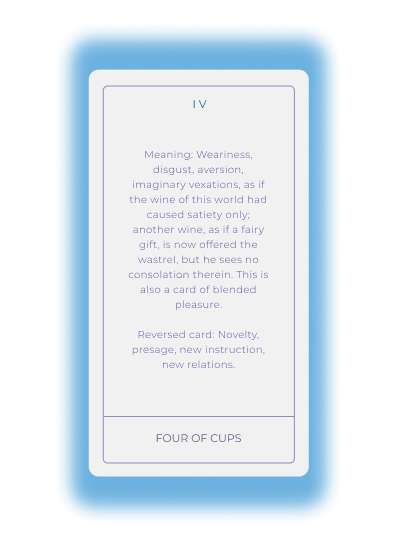 IV
Meaning: Weariness,
disgust, aversion,
imaginary vexations, as if
the wine of this world had
caused satiety only;
another wine, as if a fairy
gift, is now offered the
wastrel, but he sees no
consolation therein. This is
also a card of blended
pleasure.
Reversed card: Novelty,
presage, new instruction,
new relations.
FOUR OF CUPS